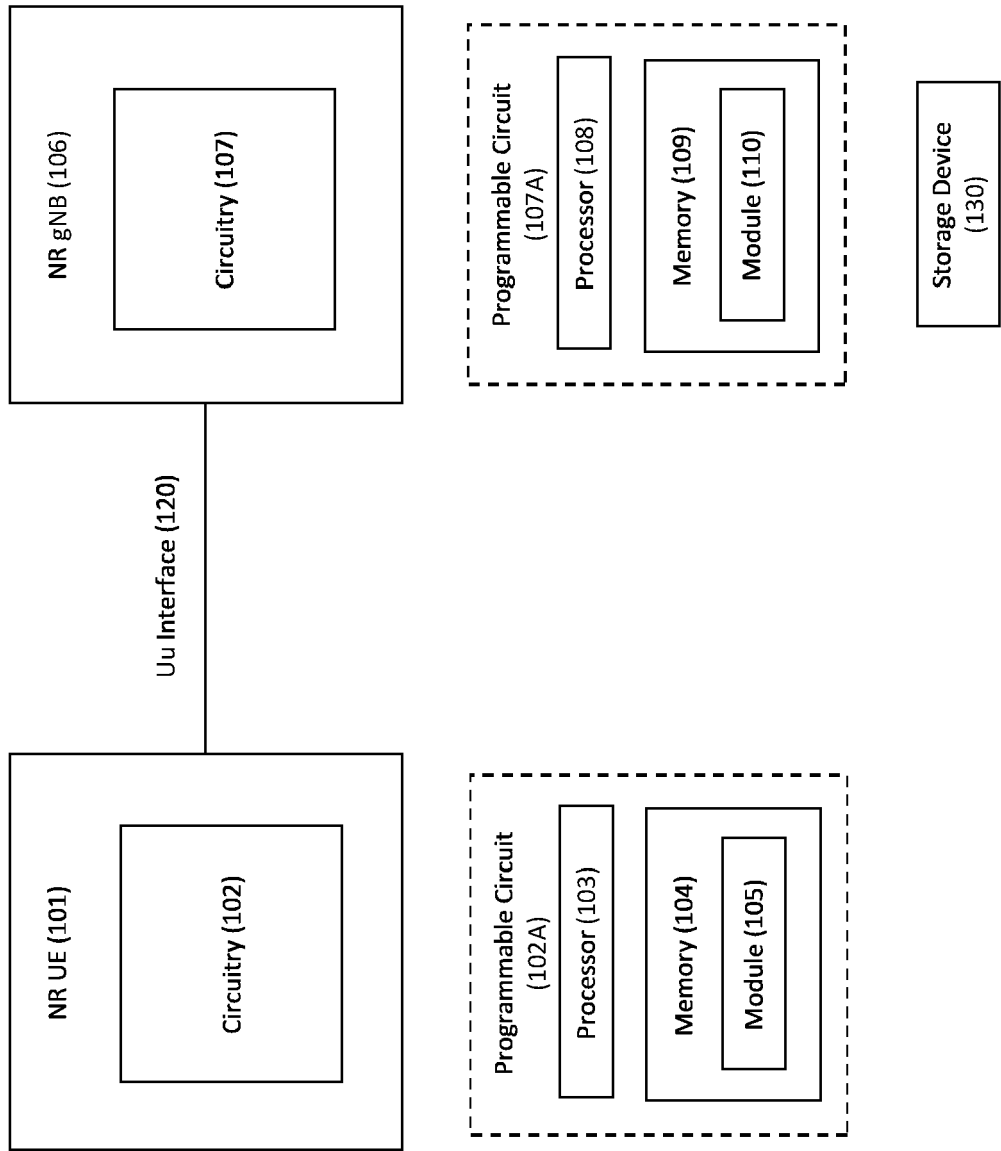 NR UE (101)
Circuitry (102)
Uu Interface (120)
NR gNB (106)
Circuitry (107)
Programmable Circuit
(102A)
Processor (103)
Memory (104)
Module (105)
Programmable Circuit
(107A)
Processor (108)
Memory (109)
Module (110)
Storage Device
(130)